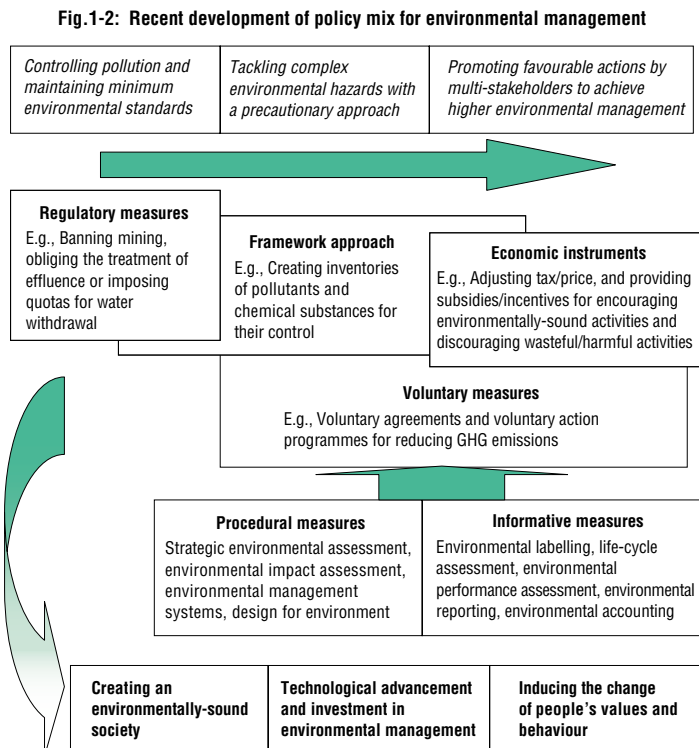 Fig.1-2: Recent development of policy mix for environmental management
Controlling pollution and
maintaining minimum
environmental standards
Tackling complex
environmental hazards with
a precautionary approach
Promoting favourable actions by
multi-stakeholders to achieve
higher environmental management
Regulatory measures
E.g., Banning mining,
obliging the treatment of
effluence or imposing
quotas for water
withdrawal
Framework approach
E.g., Creating inventories
of pollutants and
chemical substances for
their control
Economic instruments
E.g., Adjusting tax/price, and providing
subsidies/incentives for encouraging
environmentally-sound activities and
discouraging wasteful/harmful activities
Voluntary measures
E.g., Voluntary agreements and voluntary action
programmes for reducing GHG emissions
Procedural measures
Strategic environmental assessment,
environmental impact assessment,
environmental management
systems, design for environment
Informative measures
Environmental labelling, life-cycle
assessment, environmental
performance assessment, environmental
reporting, environmental accounting
Creating an
environmentally-sound
society
Technological advancement
and investment in
environmental management
Inducing the change
of people's values and
behaviour